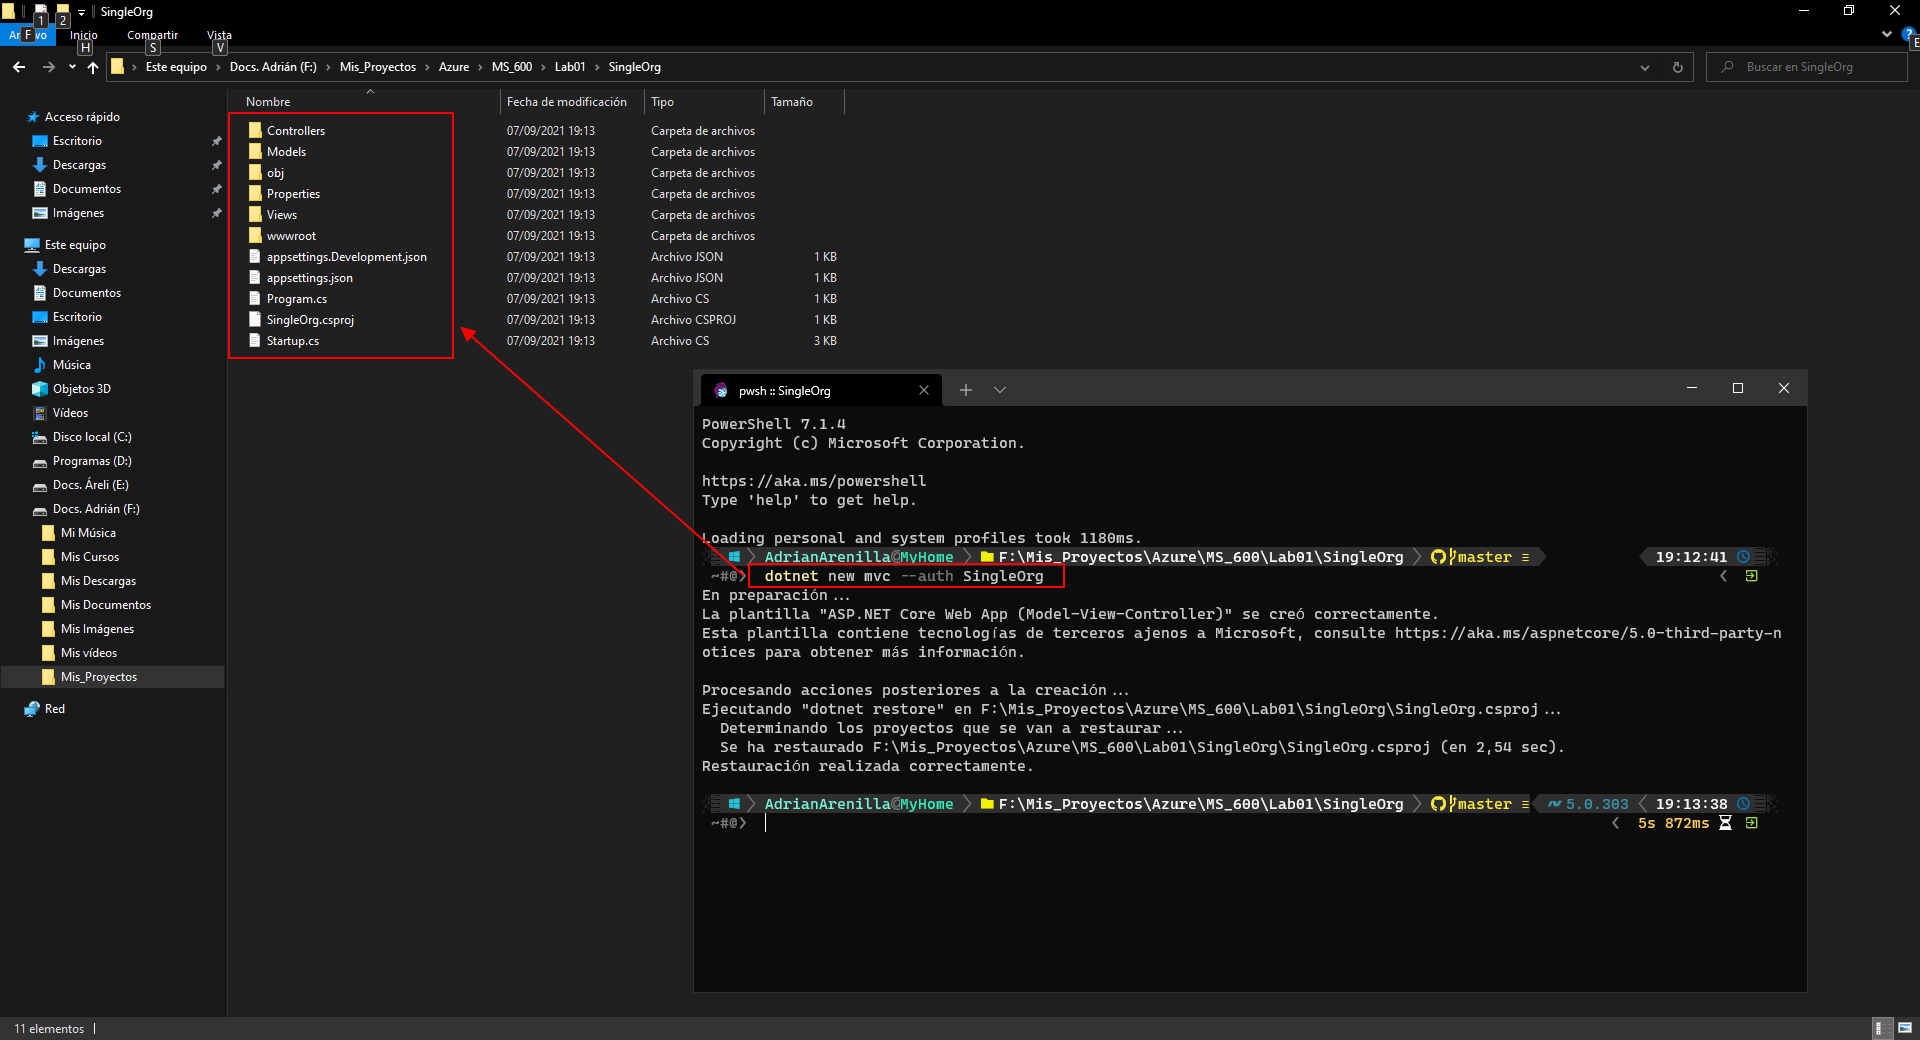 1
2
SingleOrg
Archivo
F
Inicio
H
Compartir
S
Vista
V
E
Este equipo > Docs. Adrián (F:) > Mis_Proyectos > Azure > MS_600 > Lab01 > SingleOrg
Buscar en SingleOrg
Nombre
Fecha de modificación
Tipo
Tamaño
Controllers 07/09/2021 19:13 Carpeta de archivos
Models 07/09/2021 19:13 Carpeta de archivos
obj 07/09/2021 19:13 Carpeta de archivos
Properties 07/09/2021 19:13 Carpeta de archivos
Views 07/09/2021 19:13 Carpeta de archivos
wwwroot 07/09/2021 19:13 Carpeta de archivos
appsettings.Development.json 07/09/2021 19:13 Archivo JSON 1 KB
appsettings.json 07/09/2021 19:13 Archivo JSON 1 KB
Program.cs 07/09/2021 19:13 Archivo CS 1 KB
SingleOrg.csproj 07/09/2021 19:13 Archivo CSPROJ 1 KB
Startup.cs 07/09/2021 19:13 Archivo CS 3 KB
Acceso rápido
Escritorio
Descargas
Documentos
Imágenes
Este equipo
Descargas
Documentos
Escritorio
Imágenes
Música
Objetos 3D
Vídeos
Disco local (C:)
Programas (D:)
Docs. Áreli (E:)
Docs. Adrián (F:)
Mi Música
Mis Cursos
Mis Descargas
Mis Documentos
Mis Imágenes
Mis vídeos
Mis_Proyectos
Red
pwsh :: SingleOrg
PowerShell 7.1.4
Copyright (c) Microsoft Corporation.
https://aka.ms/powershell
Type 'help' to get help.
Loading personal and system profiles took 1180ms.
AdrianArenilla@MyHome F:\Mis_Proyectos\Azure\MS_600\Lab01\SingleOrg master ≡ 19:12:41
~#@❯ dotnet new mvc --auth SingleOrg
En preparación...
La plantilla "ASP.NET Core Web App (Model-View-Controller)" se creó correctamente.
Esta plantilla contiene tecnologías de terceros ajenos a Microsoft, consulte https://aka.ms/aspnetcore/5.0-third-party-n
otices para obtener más información.
Procesando acciones posteriores a la creación...
Ejecutando "dotnet restore" en F:\Mis_Proyectos\Azure\MS_600\Lab01\SingleOrg\SingleOrg.csproj...
Determinando los proyectos que se van a restaurar...
Se ha restaurado F:\Mis_Proyectos\Azure\MS_600\Lab01\SingleOrg\SingleOrg.csproj (en 2,54 sec).
Restauración realizada correctamente.
AdrianArenilla@MyHome F:\Mis_Proyectos\Azure\MS_600\Lab01\SingleOrg master ≡ 5.0.303 19:13:38
~#@❯ 5s 872ms
11 elementos